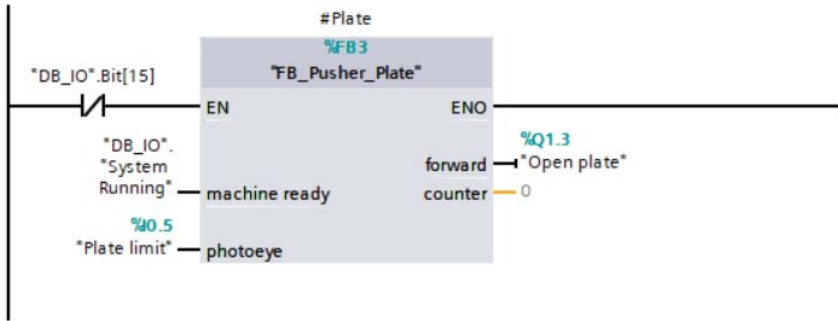 #Plate
%FB3
"FB_Pusher_Plate"
"DB_IO".Bit[15]
EN
ENO
"DB_IO".
"System
Running"
machine ready
%Q1.3
forward
"Open plate"
counter
0
%I0.5
"Plate limit"
photoeye